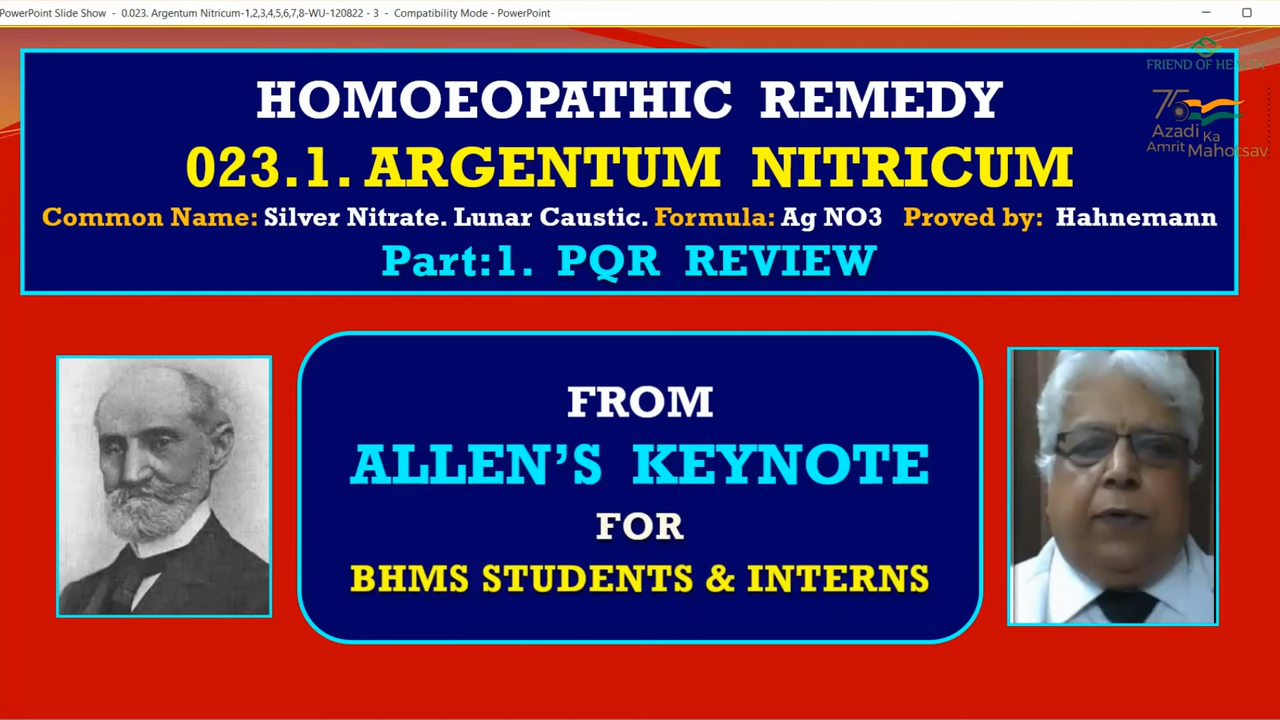 PowerPoint Slide Show - 0.023. Argentum Nitricum-1,2,3,4,5,6,7,8-WU-120822 - 3 - Compatibility Mode - PowerPoint
FRIEND OF HEALTH
75
Azadi Ka
Amrit Mahotsav
HOMOEOPATHIC REMEDY
023.1. ARGENTUM NITRICUM
Common Name: Silver Nitrate. Lunar Caustic. Formula: Ag NO3 Proved by: Hahnemann
Part:1. PQR REVIEW
FROM
ALLEN'S KEYNOTE
FOR
BHMS STUDENTS & INTERNS